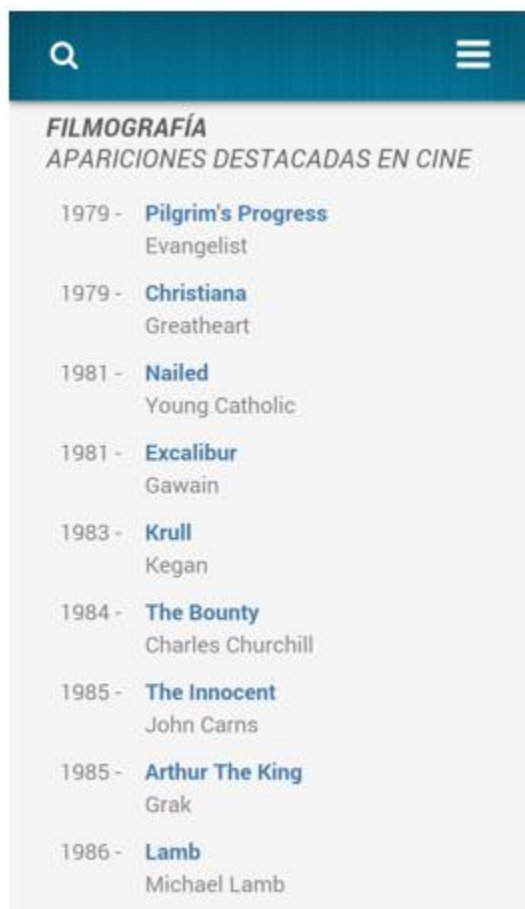 FILMOGRAFÍA
APARICIONES DESTACADAS EN CINE
1979 - Pilgrim's Progress
Evangelist
1979 - Christiana
Greatheart
1981 - Nailed
Young Catholic
1981 - Excalibur
Gawain
1983 - Krull
Kegan
1984 - The Bounty
Charles Churchill
1985 - The Innocent
John Carns
1985 - Arthur The King
Grak
1986 - Lamb
Michael Lamb